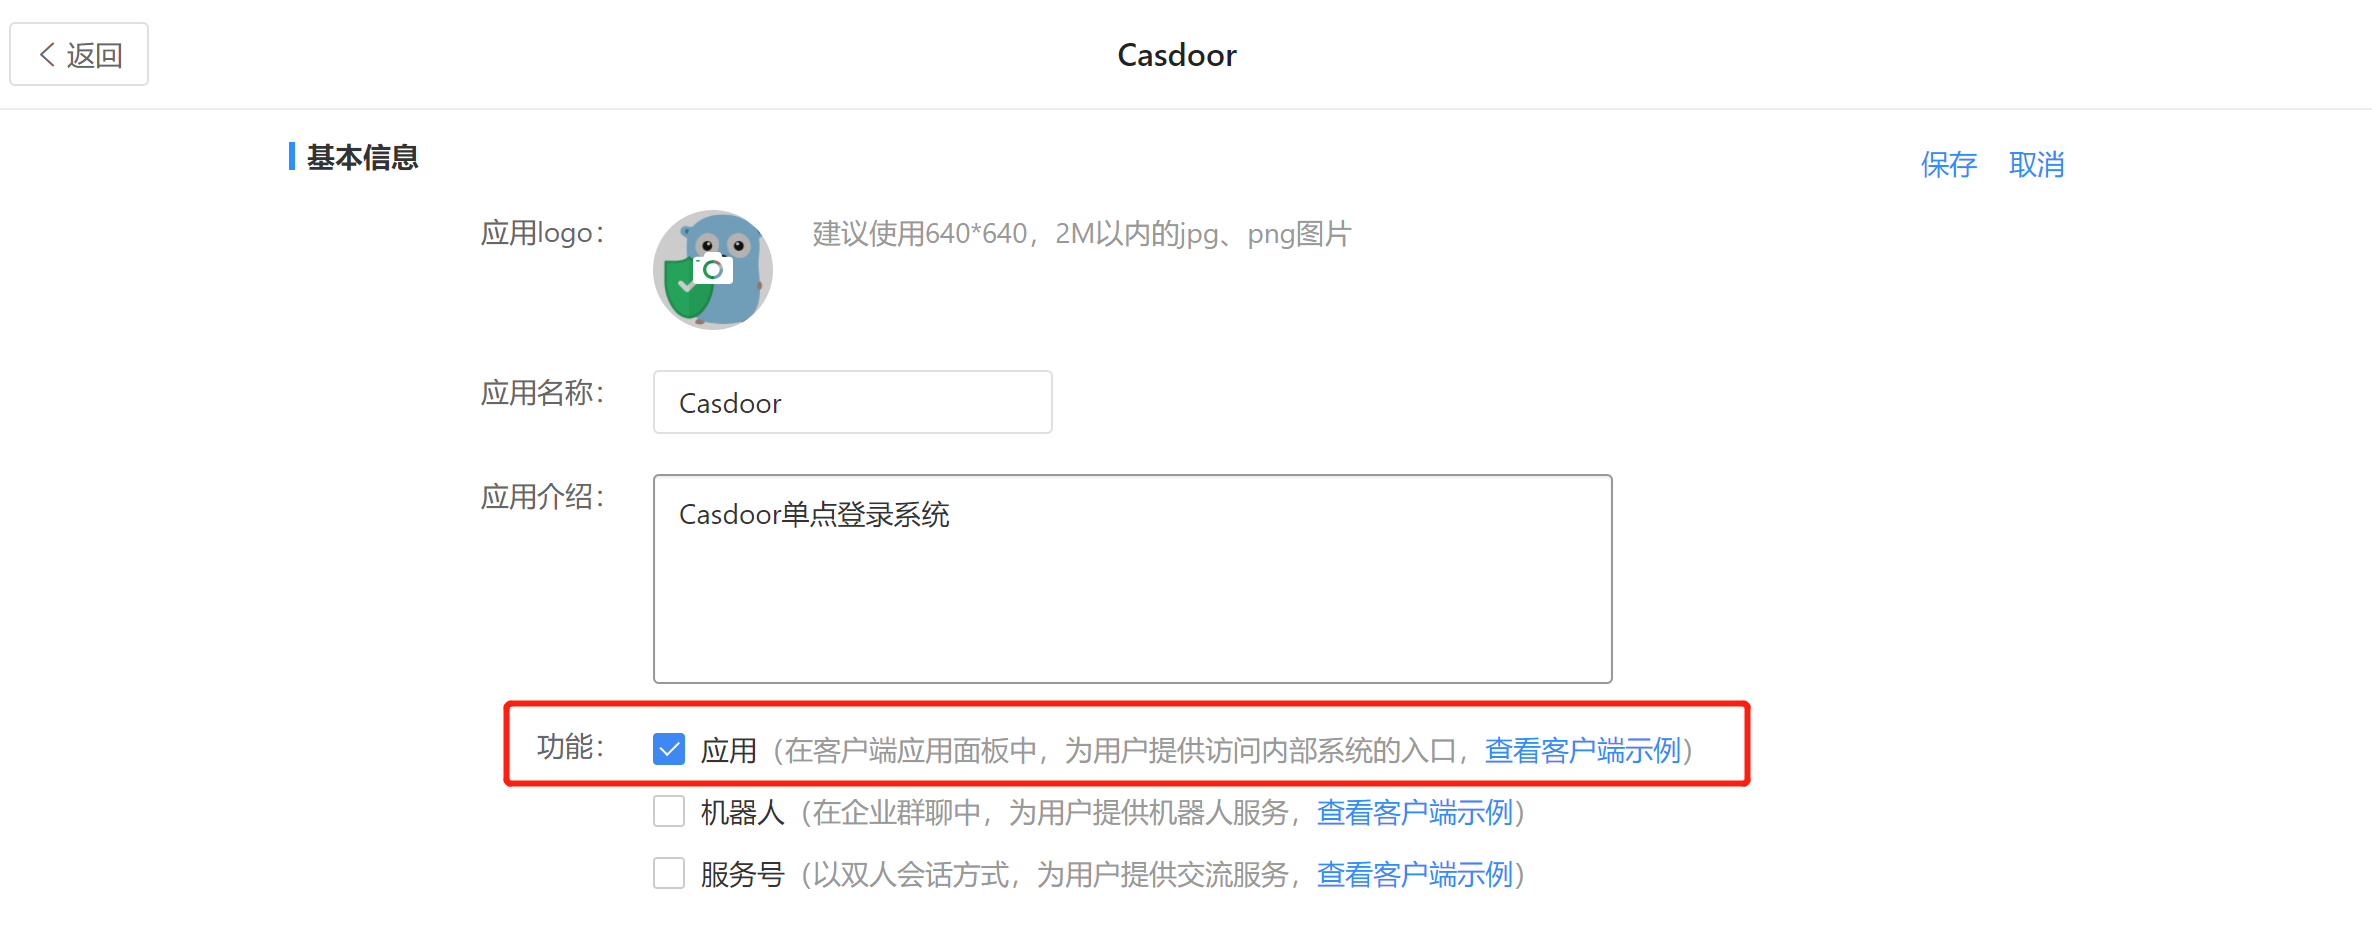 返回
Casdoor
基本信息
保存 取消
应用logo： 建议使用640*640，2M以内的jpg、png图片
应用名称： Casdoor
应用介绍： Casdoor单点登录系统
功能： 应用（在客户端应用面板中，为用户提供访问内部系统的入口，查看客户端示例）
机器人（在企业群聊中，为用户提供机器人服务，查看客户端示例）
服务号（以双人会话方式，为用户提供交流服务，查看客户端示例）